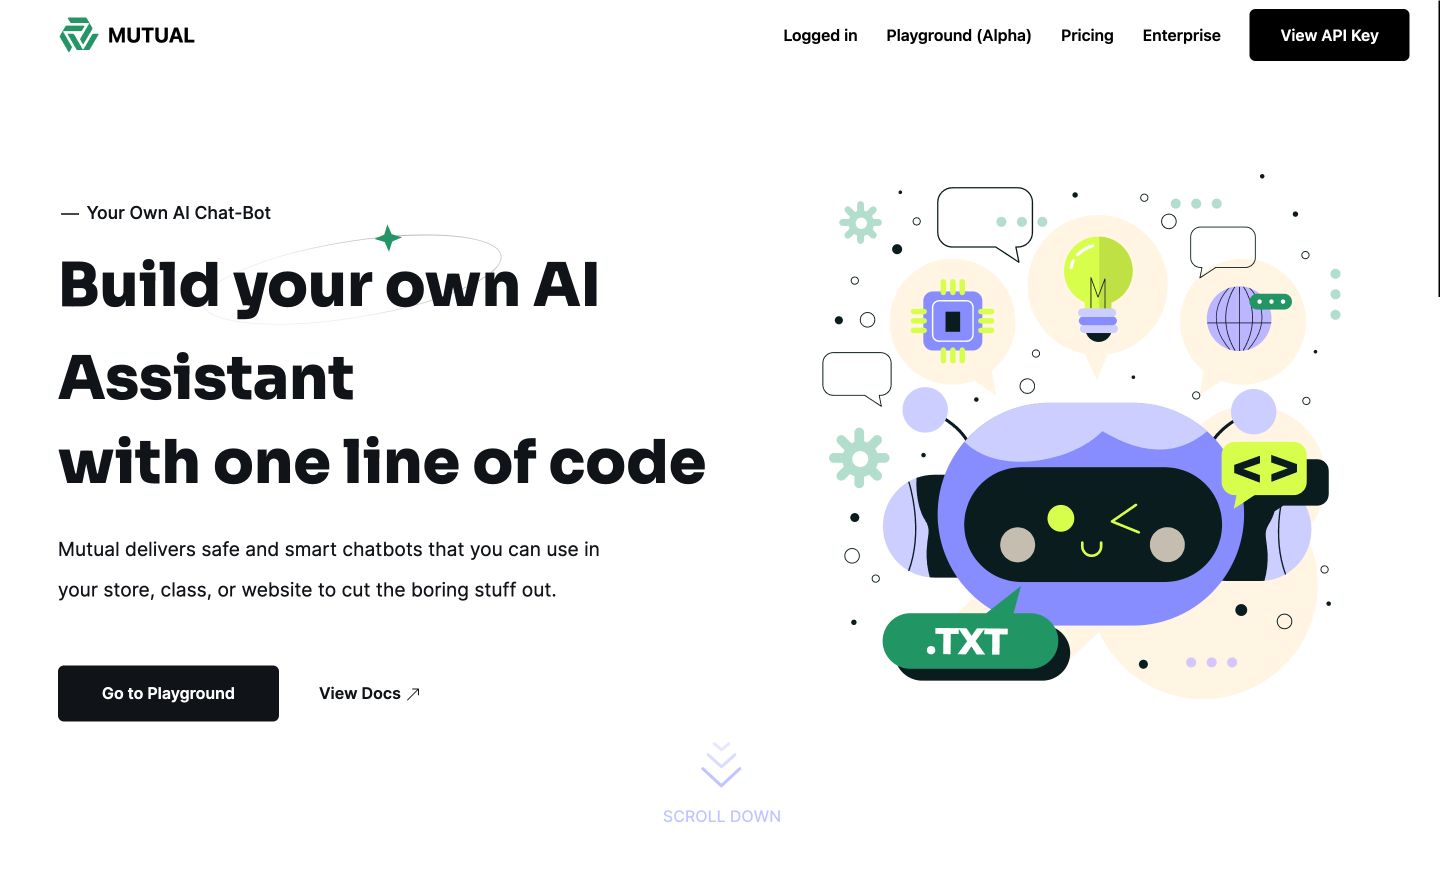 MUTUAL
Logged in
Playground (Alpha)
Pricing
Enterprise
View API Key
— Your Own AI Chat-Bot
Build your own AI
Assistant
with one line of code
Mutual delivers safe and smart chatbots that you can use in
your store, class, or website to cut the boring stuff out.
Go to Playground
View Docs
< >
.TXT
SCROLL DOWN